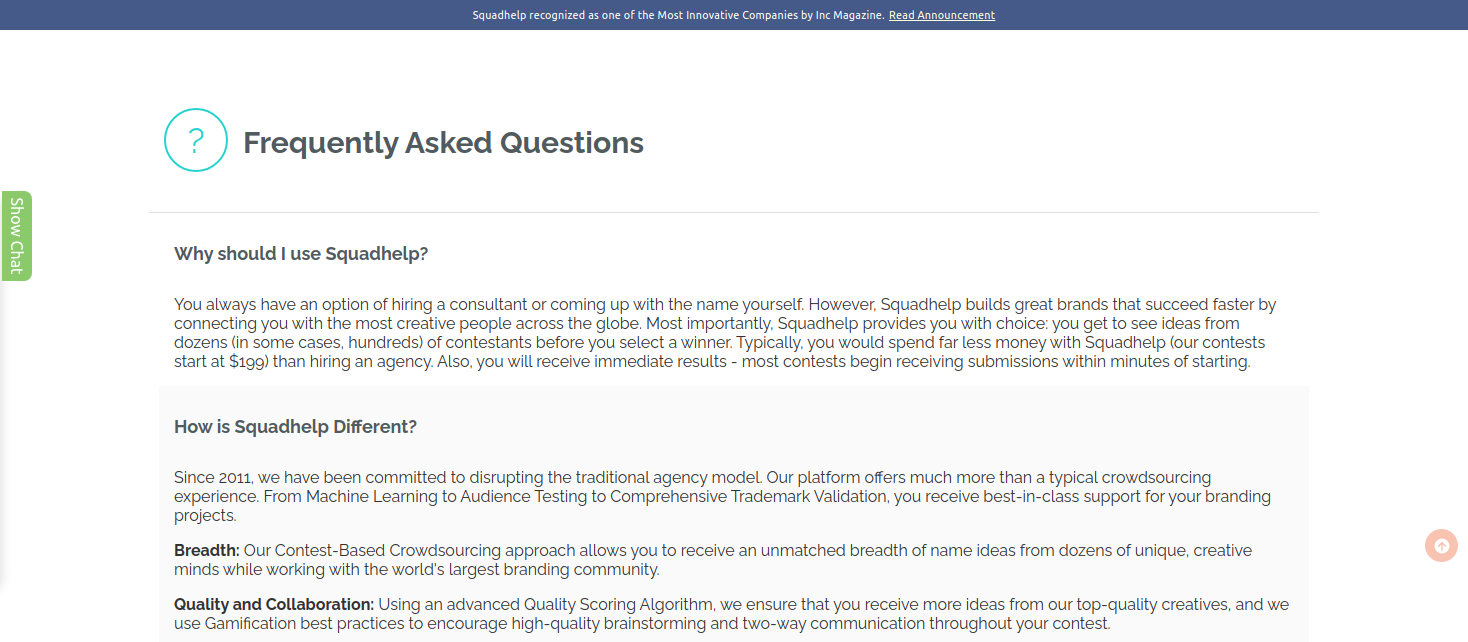 Squadhelp recognized as one of the Most Innovative Companies by Inc Magazine. Read Announcement
?
Frequently Asked Questions
Show Chat
Why should I use Squadhelp?
You always have an option of hiring a consultant or coming up with the name yourself. However, Squadhelp builds great brands that succeed faster by
connecting you with the most creative people across the globe. Most importantly, Squadhelp provides you with choice: you get to see ideas from
dozens (in some cases, hundreds) of contestants before you select a winner. Typically, you would spend far less money with Squadhelp (our contests
start at $199) than hiring an agency. Also, you will receive immediate results - most contests begin receiving submissions within minutes of starting.
How is Squadhelp Different?
Since 2011, we have been committed to disrupting the traditional agency model. Our platform offers much more than a typical crowdsourcing
experience. From Machine Learning to Audience Testing to Comprehensive Trademark Validation, you receive best-in-class support for your branding
projects.
Breadth: Our Contest-Based Crowdsourcing approach allows you to receive an unmatched breadth of name ideas from dozens of unique, creative
minds while working with the world's largest branding community.
Quality and Collaboration: Using an advanced Quality Scoring Algorithm, we ensure that you receive more ideas from our top-quality creatives, and we
use Gamification best practices to encourage high-quality brainstorming and two-way communication throughout your contest.